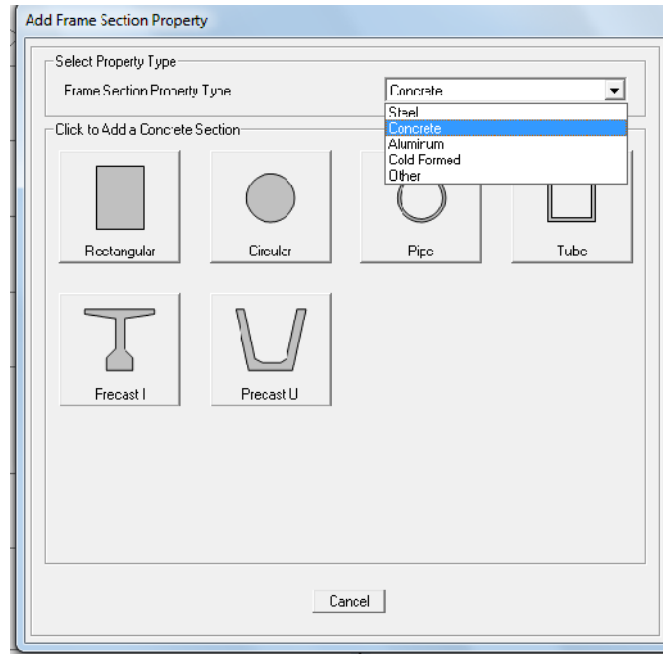 Add Frame Section Property
Select Property Type
Frame Section Property Type
Concrete
Steel
Concrete
Aluminum
Cold Formed
Other
Click to Add a Concrete Section
Rectangular
Circular
Pipe
Tube
Precast I
Precast U
Cancel